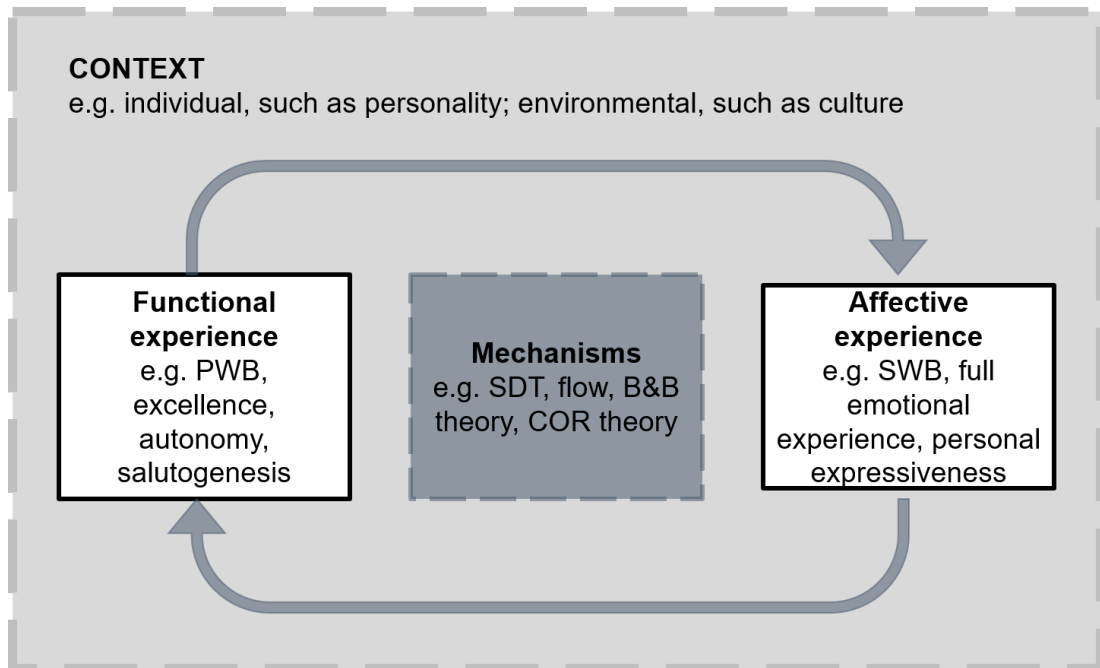 CONTEXT
e.g. individual, such as personality; environmental, such as culture
Functional
experience
e.g. PWB,
excellence,
autonomy,
salutogenesis
Mechanisms
e.g. SDT, flow, B&B
theory, COR theory
Affective
experience
e.g. SWB, full
emotional
experience, personal
expressiveness